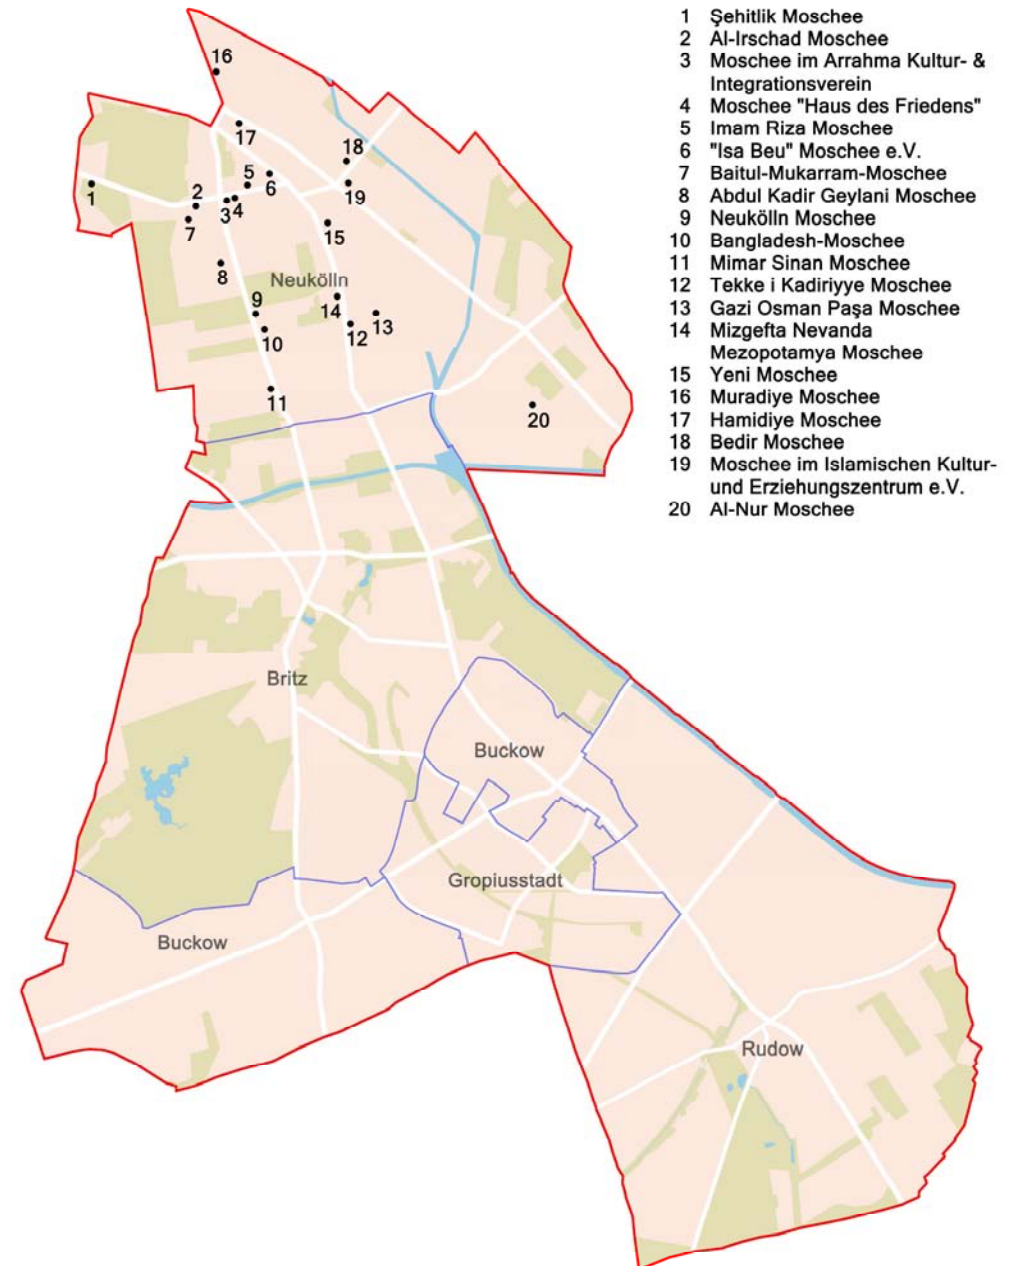 1 Şehitlik Moschee
2 Al-Irschad Moschee
3 Moschee im Arrahma Kultur- &
Integrationsverein
4 Moschee "Haus des Friedens"
5 Imam Riza Moschee
6 "Isa Beu" Moschee e.V.
7 Baitul-Mukarram-Moschee
8 Abdul Kadir Geylani Moschee
9 Neukölln Moschee
10 Bangladesh-Moschee
11 Mimar Sinan Moschee
12 Tekke i Kadiriyye Moschee
13 Gazi Osman Paşa Moschee
14 Mizgefta Nevanda
Mezopotamya Moschee
15 Yeni Moschee
16 Muradiye Moschee
17 Hamidiye Moschee
18 Bedir Moschee
19 Moschee im Islamischen Kultur-
und Erziehungszentrum e.V.
20 Al-Nur Moschee
16
17
18
5
6
1
2
3
4
19
7
15
8
Neukölln
9
14
13
12
10
11
20
Britz
Buckow
Gropiusstadt
Buckow
Rudow